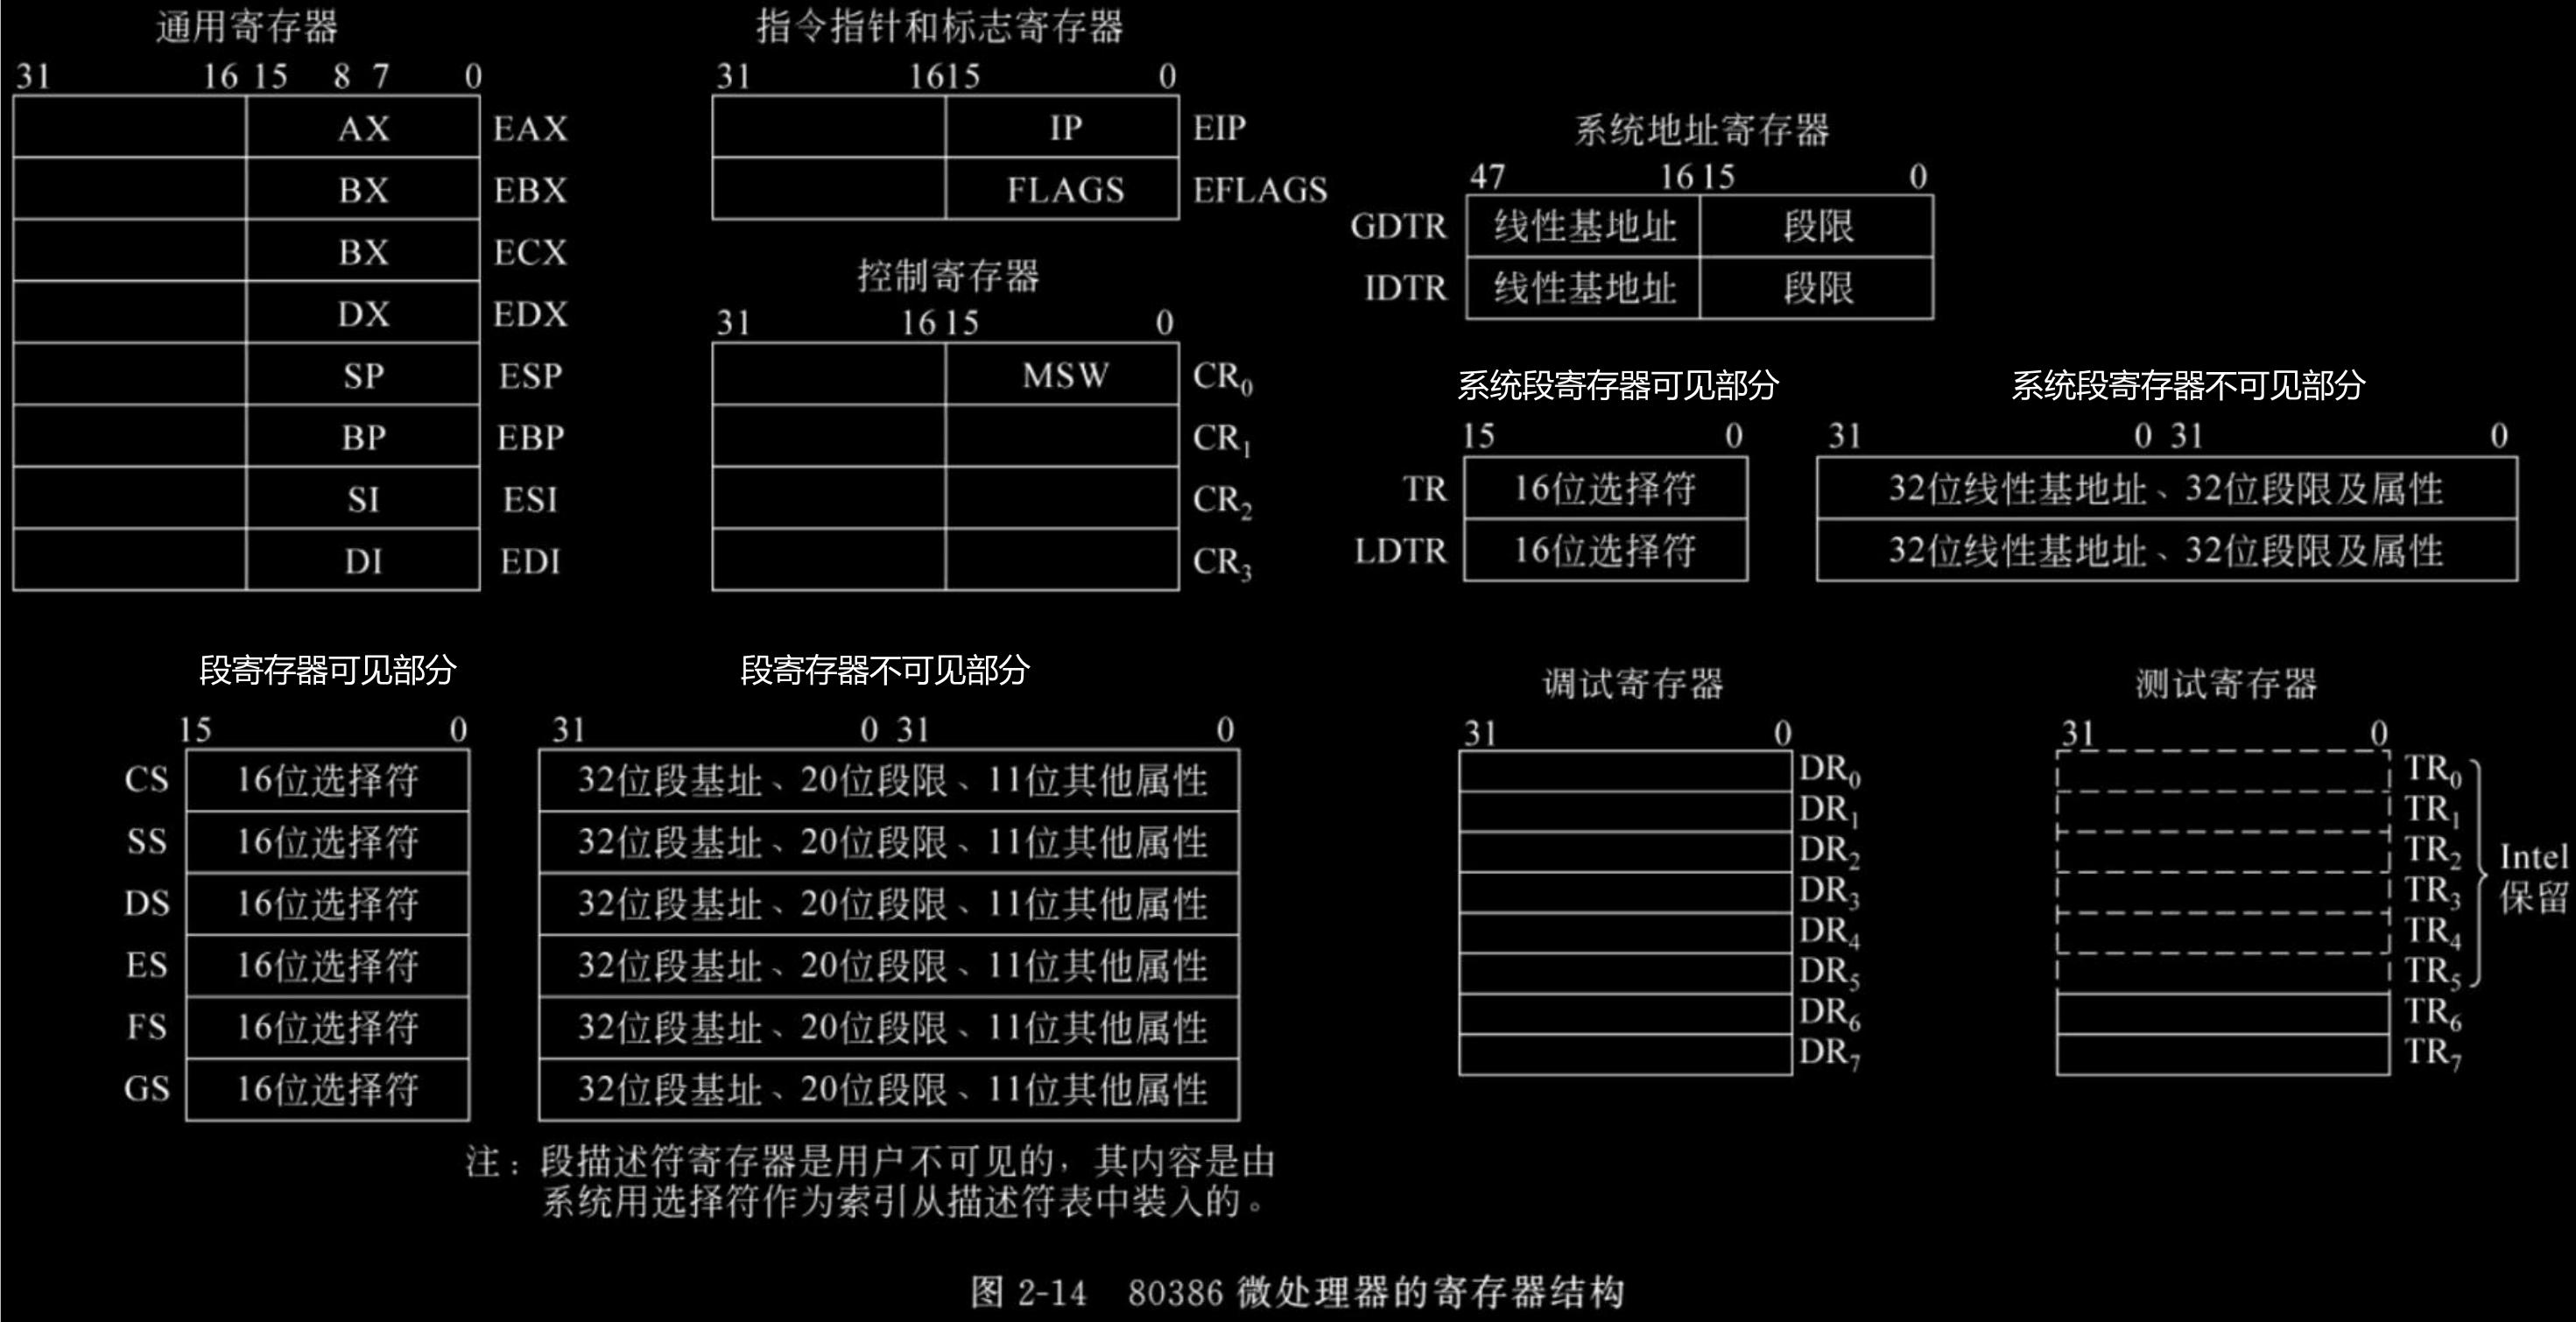 通用寄存器
31 16 15 8 7 0
AX EAX
BX EBX
BX ECX
DX EDX
SP ESP
BP EBP
SI ESI
DI EDI
指令指针和标志寄存器
31 1615 0
IP EIP
FLAGS EFLAGS
控制寄存器
31 16 15 0
MSW CR₀
CR₁
CR₂
CR₃
系统地址寄存器
47 16 15 0
GDTR 线性基地址 段限
IDTR 线性基地址 段限
系统段寄存器可见部分 系统段寄存器不可见部分
15 0 31 0 31 0
TR 16位选择符 32位线性基地址、32位段限及属性
LDTR 16位选择符 32位线性基地址、32位段限及属性
段寄存器可见部分 段寄存器不可见部分
15 0 31 0 31 0
CS 16位选择符 32位段基址、20位段限、11位其他属性
SS 16位选择符 32位段基址、20位段限、11位其他属性
DS 16位选择符 32位段基址、20位段限、11位其他属性
ES 16位选择符 32位段基址、20位段限、11位其他属性
FS 16位选择符 32位段基址、20位段限、11位其他属性
GS 16位选择符 32位段基址、20位段限、11位其他属性
注：段描述符寄存器是用户不可见的，其内容是由
系统用选择符作为索引从描述符表中装入的。
调试寄存器
31 0
DR₀
DR₁
DR₂
DR₃
DR₄
DR₅
DR₆
DR₇
测试寄存器
31 0
TR₀
TR₁
TR₂
TR₃
TR₄
TR₅
TR₆
TR₇
Intel
保留
图 2-14 80386 微处理器的寄存器结构